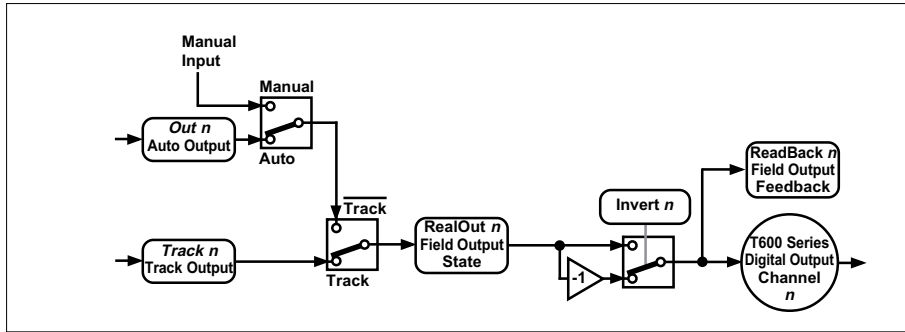 Manual
Input
Manual
Out n
Auto Output
Auto
Track
Track n
Track Output
Track
RealOut n
Field Output
State
Invert n
-1
ReadBack n
Field Output
Feedback
T600 Series
Digital Output
Channel
n